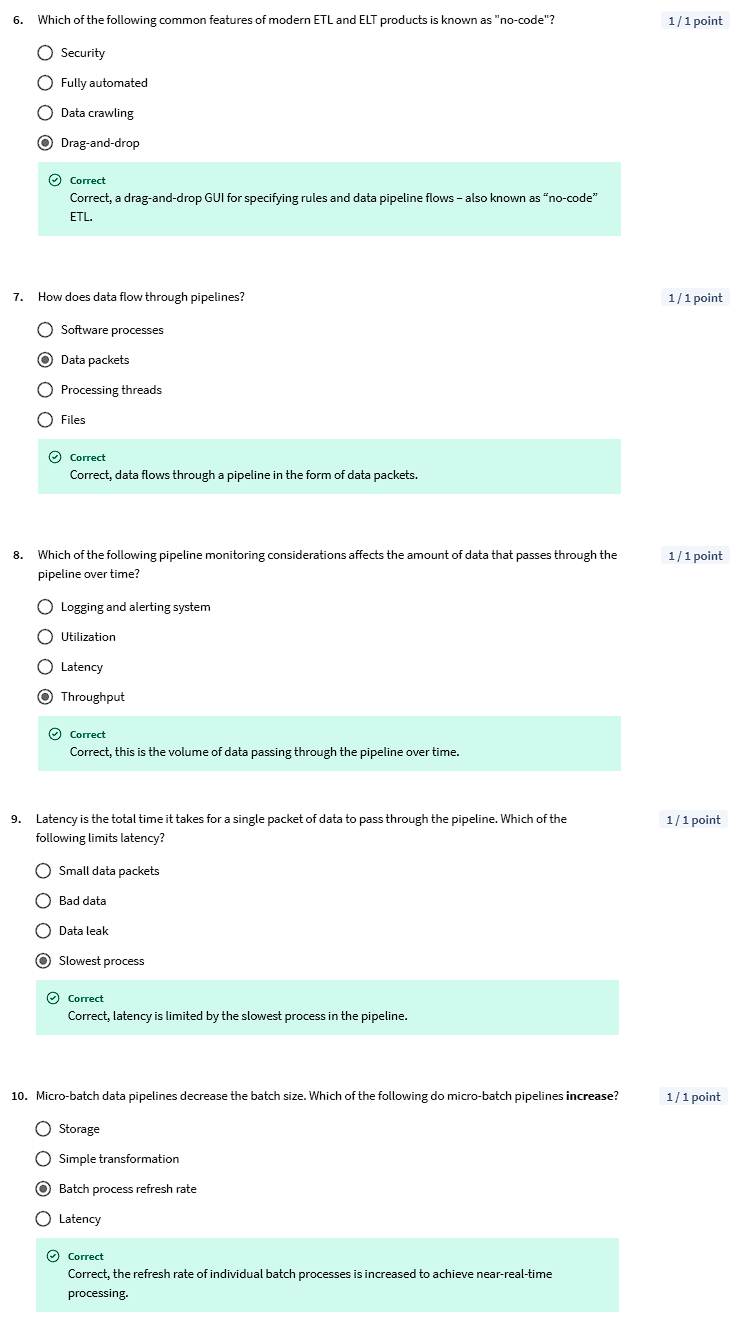 6. Which of the following common features of modern ETL and ELT products is known as "no-code"?
1 / 1 point
Security
Fully automated
Data crawling
Drag-and-drop
Correct
Correct, a drag-and-drop GUI for specifying rules and data pipeline flows – also known as “no-code”
ETL.
7. How does data flow through pipelines?
1 / 1 point
Software processes
Data packets
Processing threads
Files
Correct
Correct, data flows through a pipeline in the form of data packets.
8. Which of the following pipeline monitoring considerations affects the amount of data that passes through the
pipeline over time?
1 / 1 point
Logging and alerting system
Utilization
Latency
Throughput
Correct
Correct, this is the volume of data passing through the pipeline over time.
9. Latency is the total time it takes for a single packet of data to pass through the pipeline. Which of the
following limits latency?
1 / 1 point
Small data packets
Bad data
Data leak
Slowest process
Correct
Correct, latency is limited by the slowest process in the pipeline.
10. Micro-batch data pipelines decrease the batch size. Which of the following do micro-batch pipelines increase?
1 / 1 point
Storage
Simple transformation
Batch process refresh rate
Latency
Correct
Correct, the refresh rate of individual batch processes is increased to achieve near-real-time
processing.